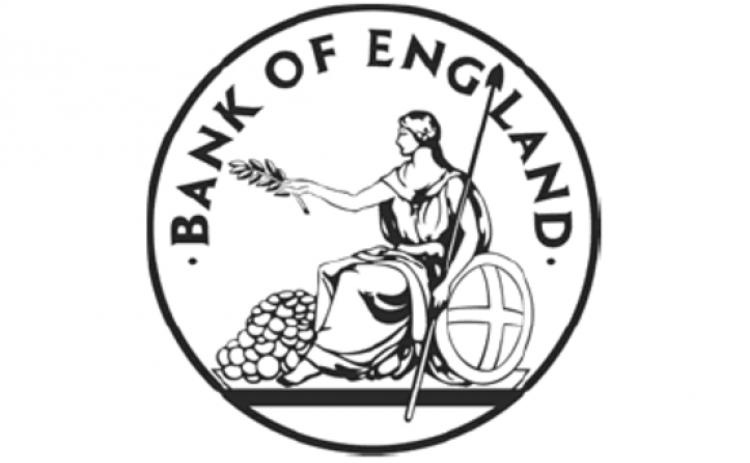 · BANK OF ENGLAND ·